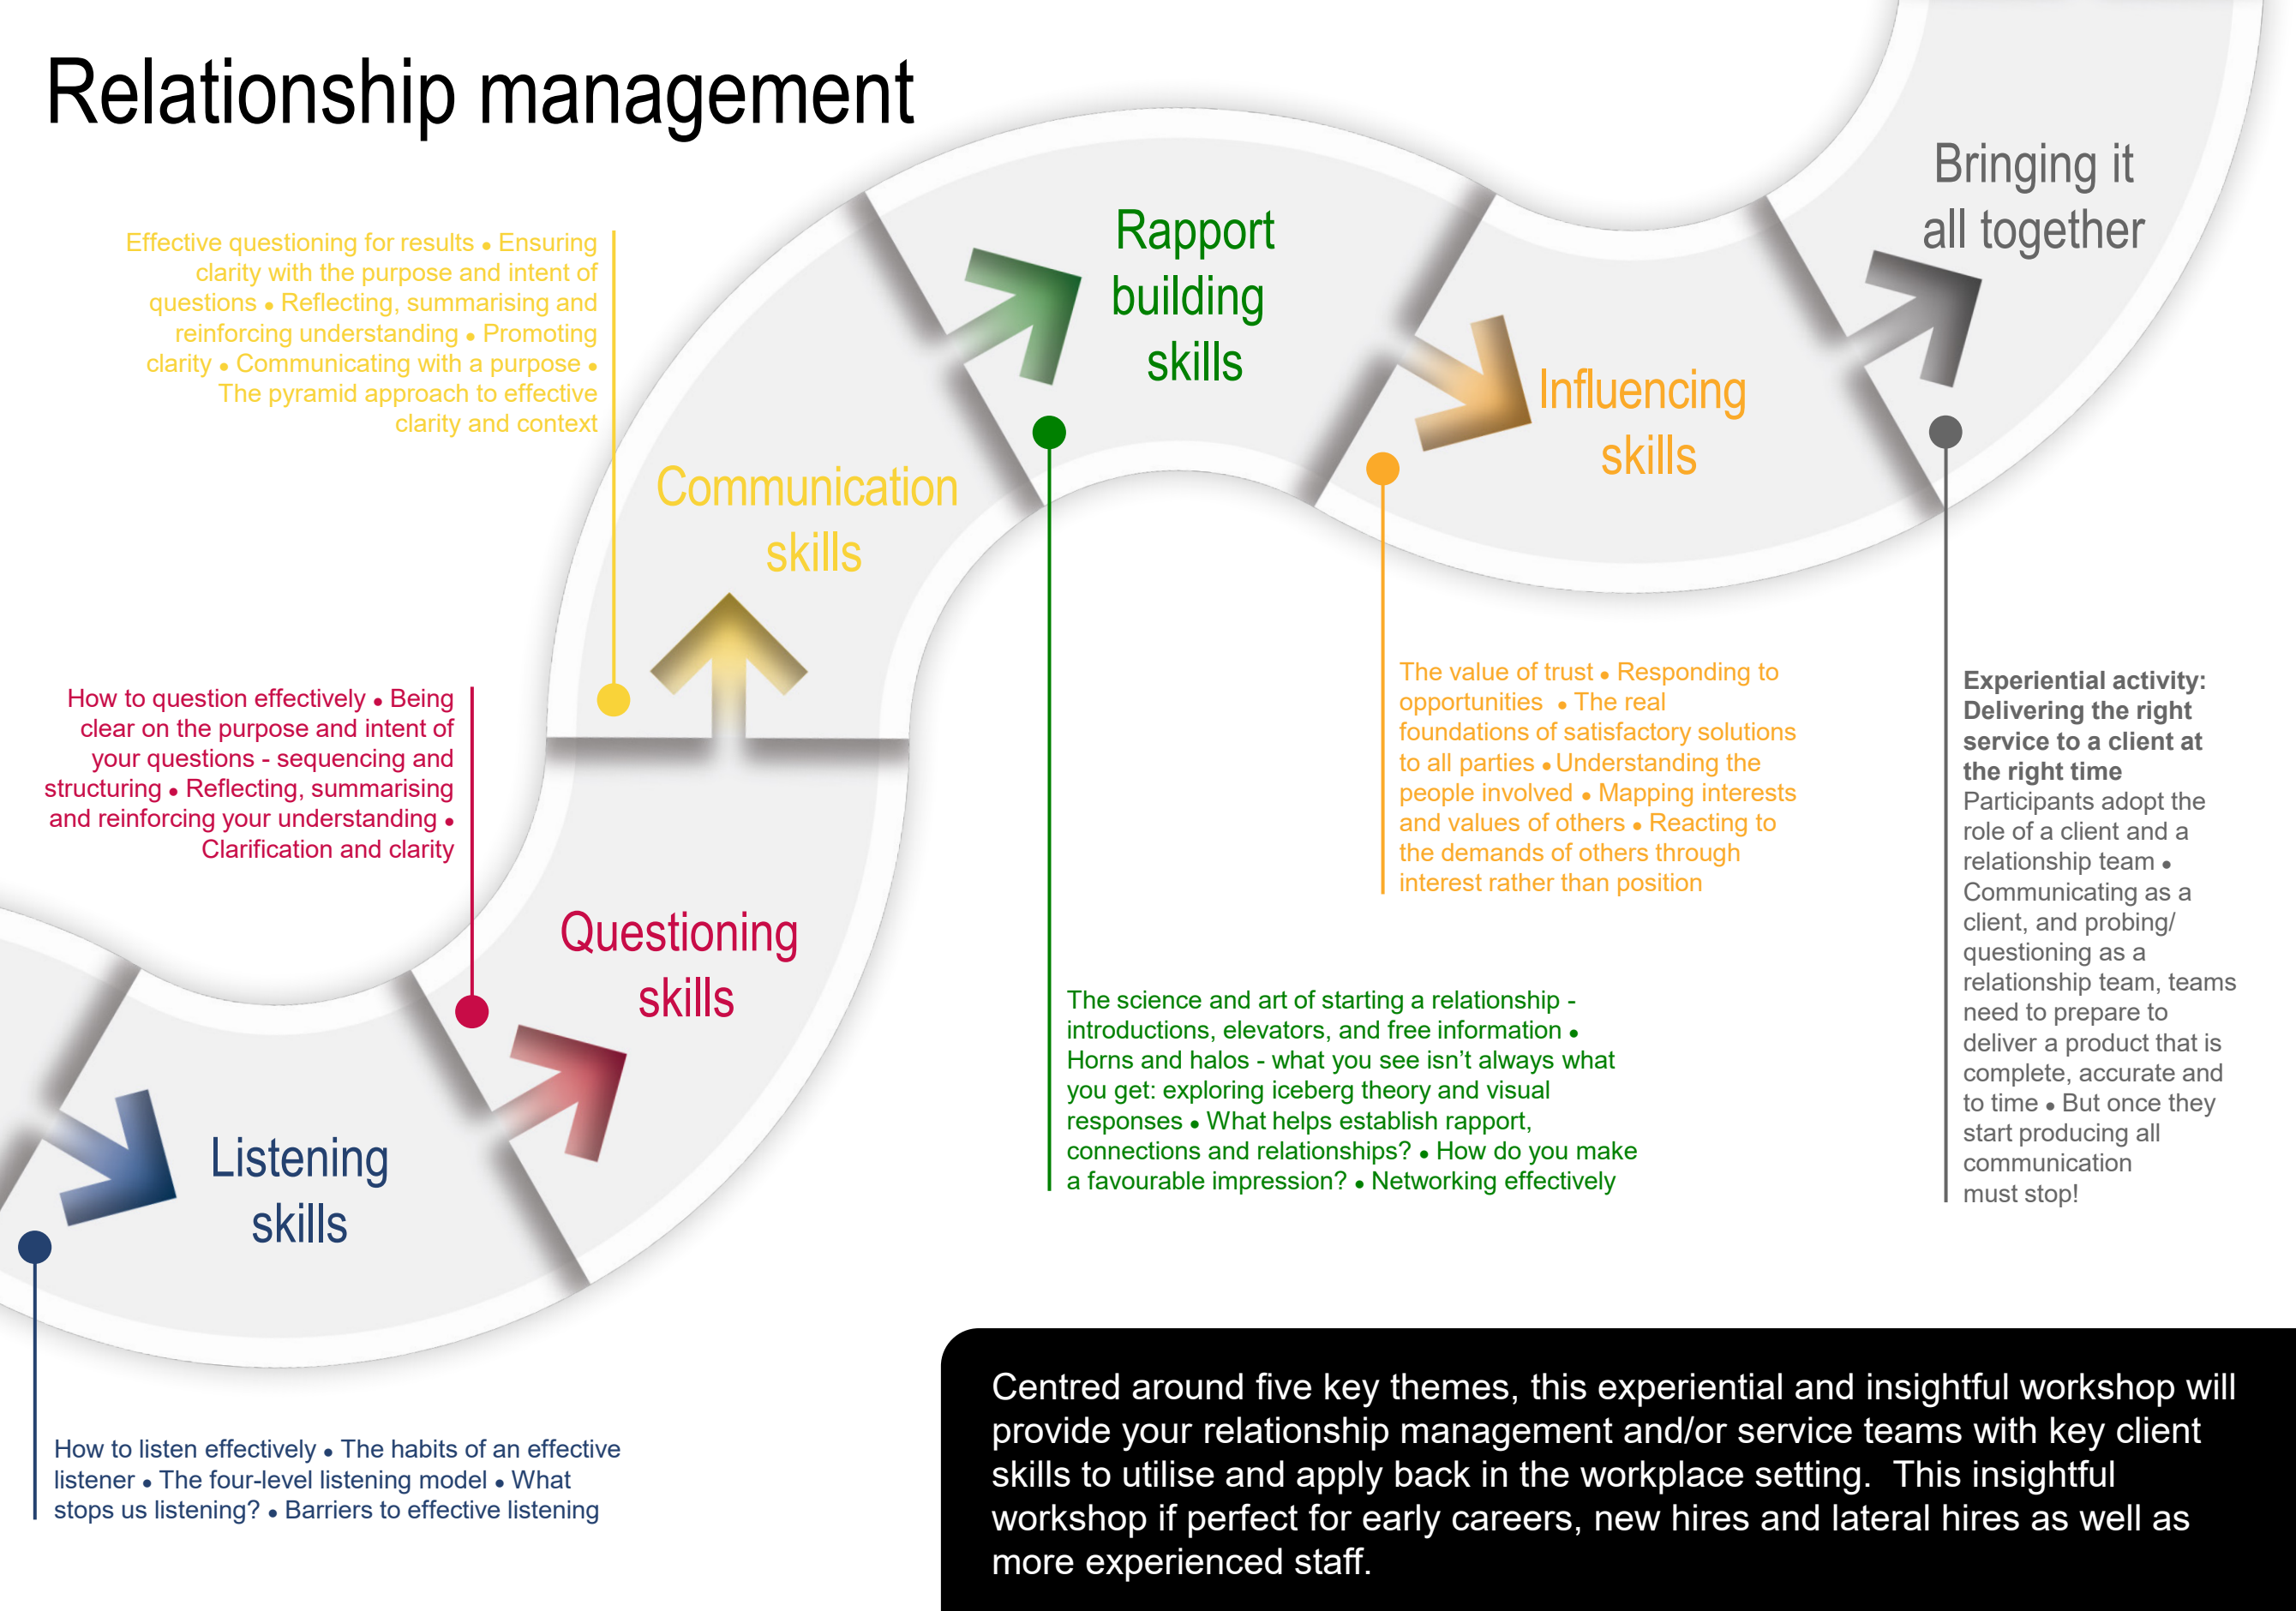 Relationship management
Effective questioning for results • Ensuring
clarity with the purpose and intent of
questions • Reflecting, summarising and
reinforcing understanding • Promoting
clarity • Communicating with a purpose •
The pyramid approach to effective
clarity and context
Bringing it
all together
Rapport
building
skills
Influencing
skills
Communication
skills
How to question effectively • Being
clear on the purpose and intent of
your questions - sequencing and
structuring • Reflecting, summarising
and reinforcing your understanding •
Clarification and clarity
The value of trust • Responding to
opportunities • The real
foundations of satisfactory solutions
to all parties • Understanding the
people involved • Mapping interests
and values of others • Reacting to
the demands of others through
interest rather than position
Experiential activity:
Delivering the right
service to a client at
the right time
Participants adopt the
role of a client and a
relationship team •
Communicating as a
client, and probing/
questioning as a
relationship team, teams
need to prepare to
deliver a product that is
complete, accurate and
to time • But once they
start producing all
communication
must stop!
Questioning
skills
The science and art of starting a relationship -
introductions, elevators, and free information •
Horns and halos - what you see isn't always what
you get: exploring iceberg theory and visual
responses • What helps establish rapport,
connections and relationships? • How do you make
a favourable impression? • Networking effectively
Listening
skills
How to listen effectively • The habits of an effective
listener • The four-level listening model • What
stops us listening? • Barriers to effective listening
Centred around five key themes, this experiential and insightful workshop will
provide your relationship management and/or service teams with key client
skills to utilise and apply back in the workplace setting. This insightful
workshop if perfect for early careers, new hires and lateral hires as well as
more experienced staff.